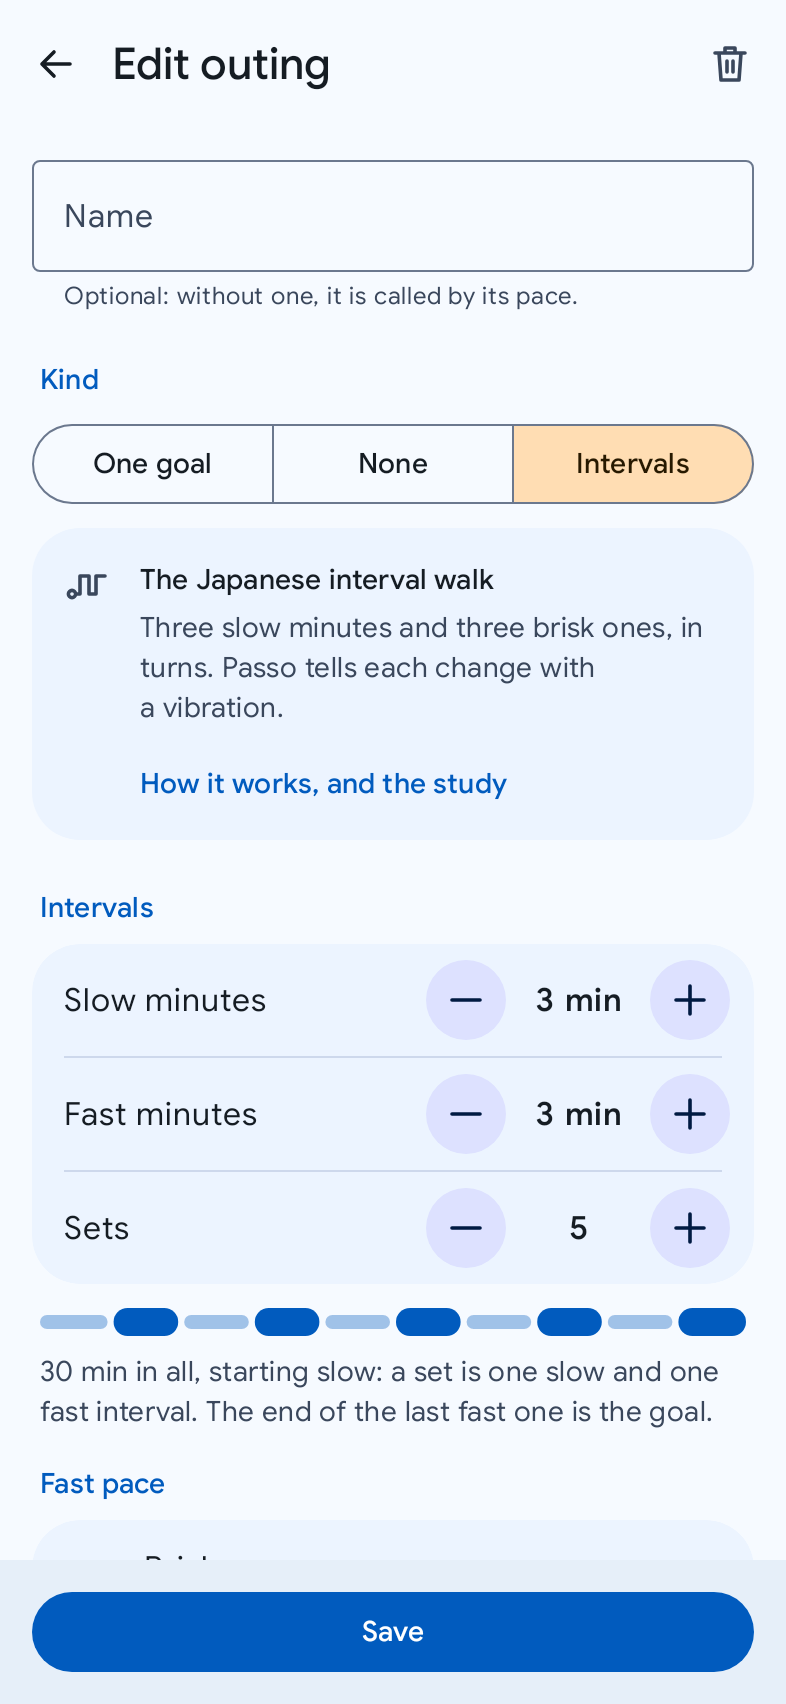 Edit outing
Name
Optional: without one, it is called by its pace.
Kind
One goal
None
Intervals
The Japanese interval walk
Three slow minutes and three brisk ones, in
turns. Passo tells each change with
a vibration.
How it works, and the study
Intervals
Slow minutes
3 min
Fast minutes
3 min
Sets
5
30 min in all, starting slow: a set is one slow and one
fast interval. The end of the last fast one is the goal.
Fast pace
Save